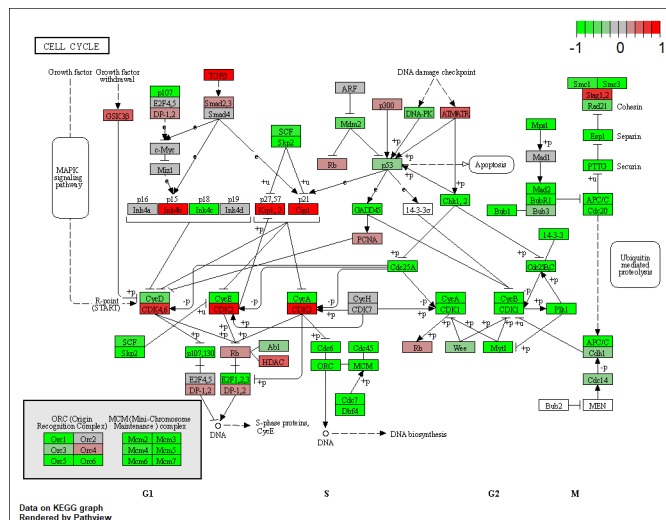 -1 0 1
CELL CYCLE
Growth factor
Growth factor
withdrawal
TGFβ
DNA damage checkpoint
Smc1 Smc3
Stag1,2
Rad21
Cohesin
p107
E2F4,5
DP-1,2
Smad2,3
Smad4
ARF
p300
DNA-PK
ATMATR
GSK3β
Mdm2
Mps1
Esp1
Separin
SCF
Skp2
Rb
p53
Apoptosis
Mad1
c-Myc
Miz1
PTTG
Securin
MAPK
signaling
pathway
e
e
e
+u
+p
+p
+p
Mad2
BubR1
Bub3
Bub1
APC/C
Cdc20
+u
p16
Ink4a
p15
Ink4b
p18
Ink4c
p19
Ink4d
p27,57
Kip1, 2
p21
Cip1
GADD45
14-3-3σ
Chk1, 2
14-3-3
PCNA
Cdc25A
Cdc25B,C
Ubiquitin
mediated
proteolysis
R-point
(START)
CycD
CDK4,6
CycE
CDK2
CycA
CDK2
CycH
CDK7
CycA
CDK1
CycB
CDK1
Plk1
SCF
Skp2
p107,130
E2F4,5
DP-1,2
Rb
E2F1,2,3
DP-1,2
Abl
HDAC
Cdc6
ORC
Cdc45
MCM
Cdc7
Dbf4
Rb
Wee
Myt1
APC/C
Cdh1
Cdc14
Bub2
MEN
DNA
S-phase proteins,
CycE
DNA
DNA biosynthesis
ORC (Origin
Recognition Complex)
MCM (Mini-Chromosome
Maintenance) complex
Orc1 Orc2
Orc3 Orc4
Orc5 Orc6
Mcm2 Mcm3
Mcm4 Mcm5
Mcm6 Mcm7
G1 S G2 M
Data on KEGG graph
Rendered by Pathview